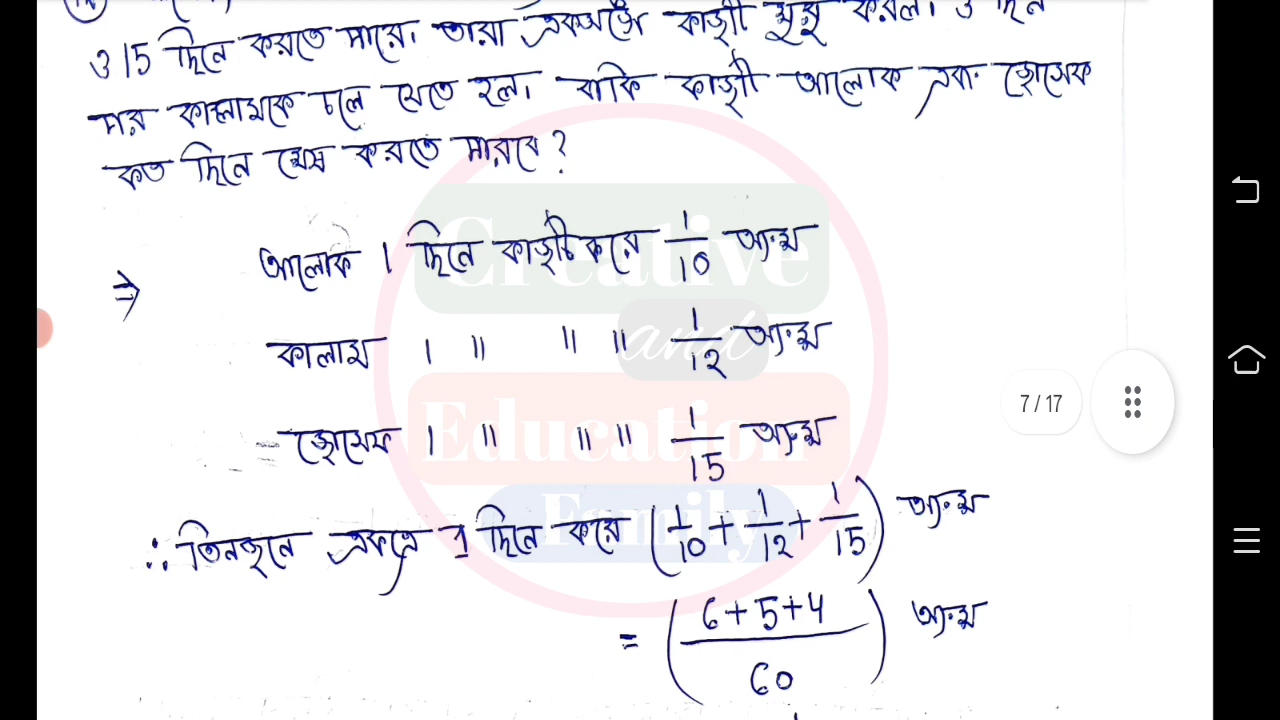 ও 15 দিনে করতে পারে। তারা একসঙ্গে কাজটি শুরু করল। 3 দিন
পর কালামকে চলে যেতে হল। বাকি কাজটি আলোক এবং জোসেফ
কত দিনে শেষ করতে পারবে?
⇒ আলোক 1 দিনে কাজটি করে 1/10 অংশ
কালাম 1 " " " 1/12 অংশ
জোসেফ 1 " " " 1/15 অংশ
∴ তিনজনে একত্রে 1 দিনে করে (1/10 + 1/12 + 1/15) অংশ
= ((6+5+4)/60) অংশ
Creative
and
Education
Family
7 / 17